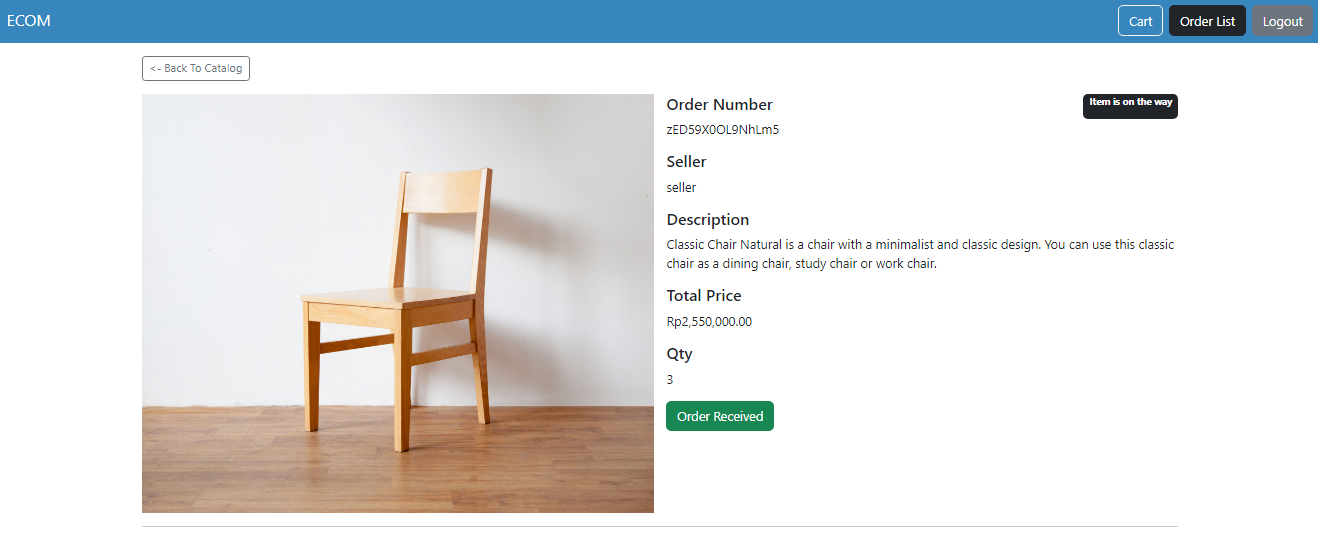 ECOM
Cart
Order List
Logout
<- Back To Catalog
Order Number
Item is on the way
zED59X0OL9NhLm5
Seller
seller
Description
Classic Chair Natural is a chair with a minimalist and classic design. You can use this classic
chair as a dining chair, study chair or work chair.
Total Price
Rp2,550,000.00
Qty
3
Order Received